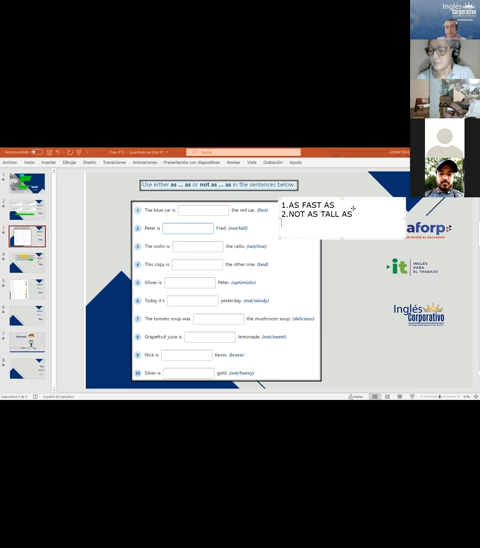 Inglés
Corporativo
Buscar
Archivo Inicio Insertar Dibujar Diseño Transiciones Animaciones Presentación con diapositivas Revisar Vista Grabación Ayuda
Use either as ... as or not as ... as in the sentences below.
1 The blue car is the red car. (fast)
2 Peter is Fred. (not/tall)
3 The violin is the cello. (not/low)
4 This copy is the other one. (bad)
5 Oliver is Peter. (optimistic)
6 Today it's yesterday. (not/windy)
7 The tomato soup was the mushroom soup. (delicious)
8 Grapefruit juice is lemonade. (not/sweet)
9 Nick is Kevin. (brave)
10 Silver is gold. (not/heavy)
1.AS FAST AS
2.NOT AS TALL AS
aforp
it
INGLÉS
PARA
EL TRABAJO
Inglés
Corporativo